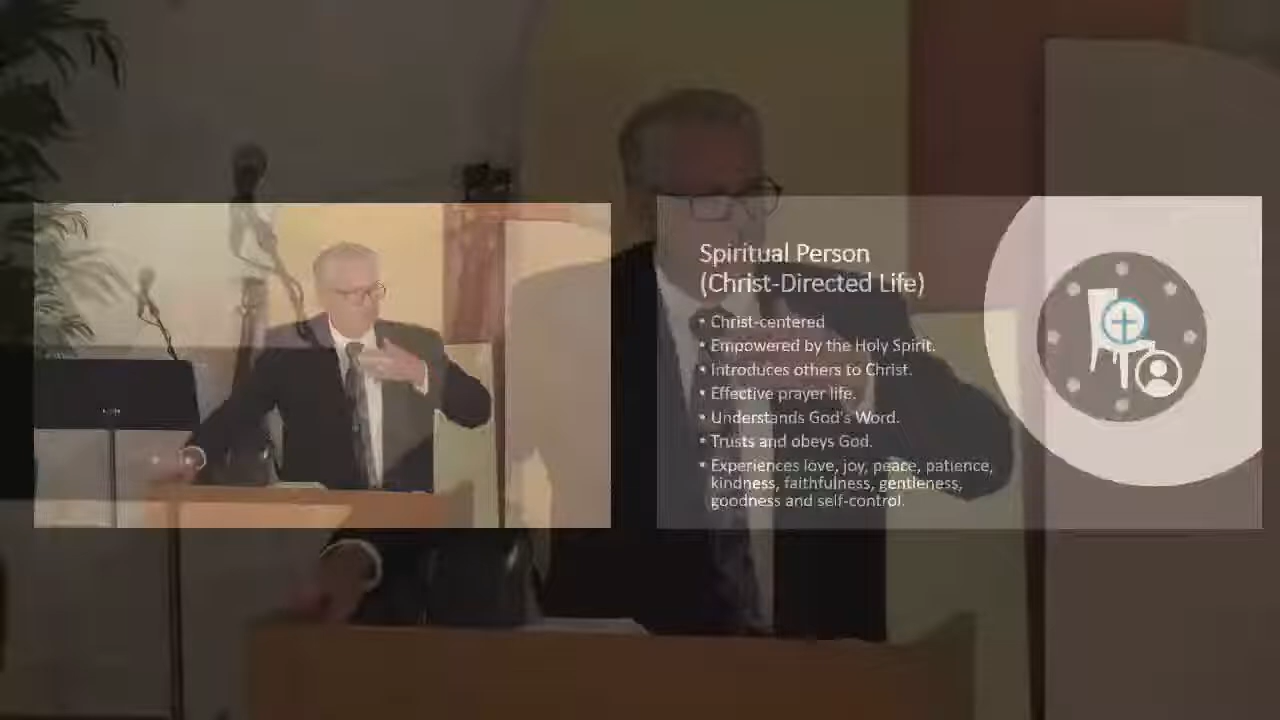 Spiritual Person
(Christ-Directed Life)
• Christ-centered
• Empowered by the Holy Spirit.
• Introduces others to Christ.
• Effective prayer life.
• Understands God's Word.
• Trusts and obeys God.
• Experiences love, joy, peace, patience,
kindness, faithfulness, gentleness,
goodness and self-control.